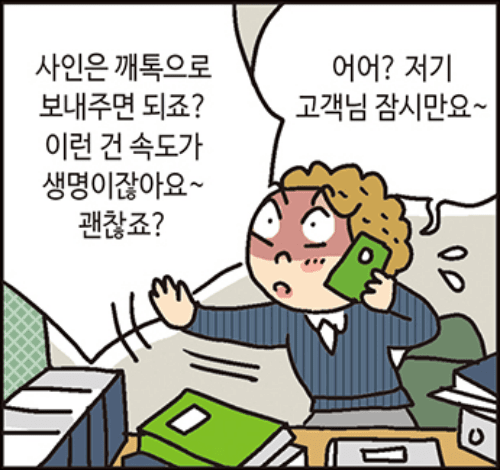 사인은 깨톡으로
보내주면 되죠?
이런 건 속도가
생명이잖아요~
괜찮죠?
어어? 저기
고객님 잠시만요~